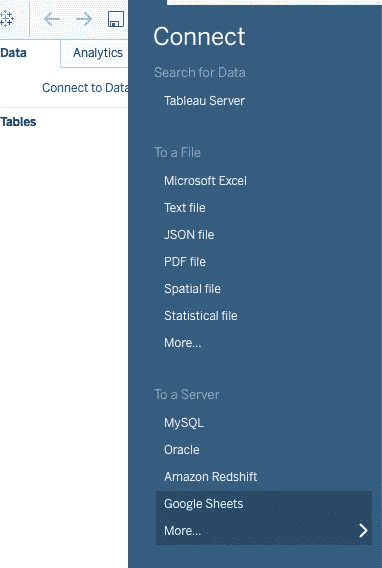 Data
Analytics
Connect to Data
Tables
Connect
Search for Data
Tableau Server
To a File
Microsoft Excel
Text file
JSON file
PDF file
Spatial file
Statistical file
More...
To a Server
MySQL
Oracle
Amazon Redshift
Google Sheets
More...